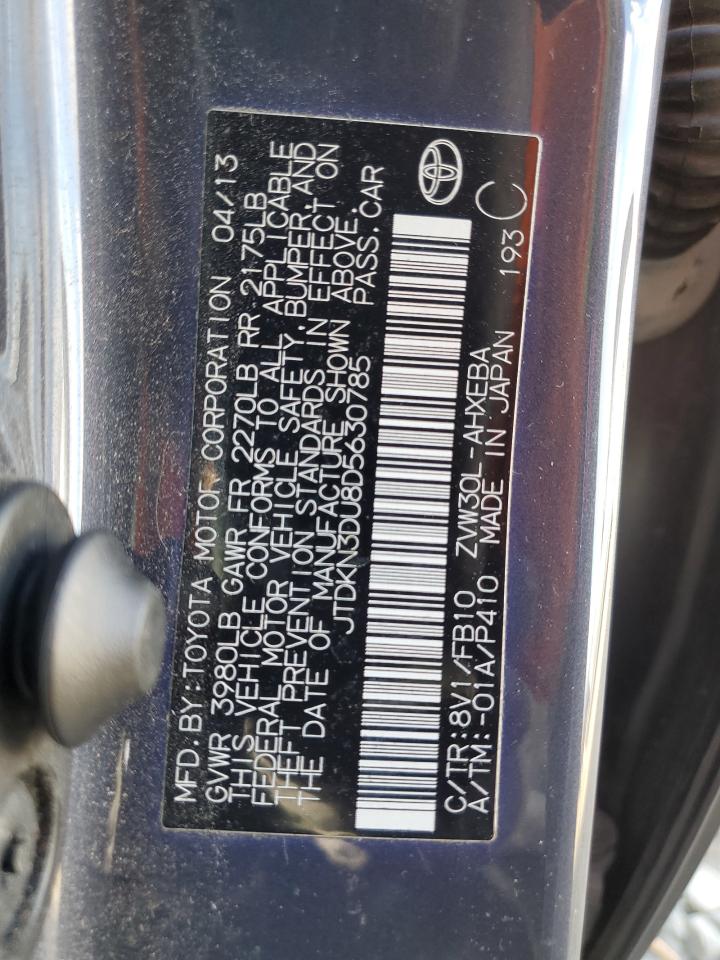 MFD. BY: TOYOTA MOTOR CORPORATION 04/13
GVWR 3980LB GAWR FR 2270LB RR 2175LB
THIS VEHICLE CONFORMS TO ALL APPLICABLE
FEDERAL MOTOR VEHICLE SAFETY, BUMPER, AND
THEFT PREVENTION STANDARDS IN EFFECT ON
THE DATE OF MANUFACTURE SHOWN ABOVE.
JTDKN3DU8D5630785 PASS. CAR
C/TR: 8V1/FB10 ZVW30L-AHXEBA
A/TM: -01A/P410 MADE IN JAPAN 193 C